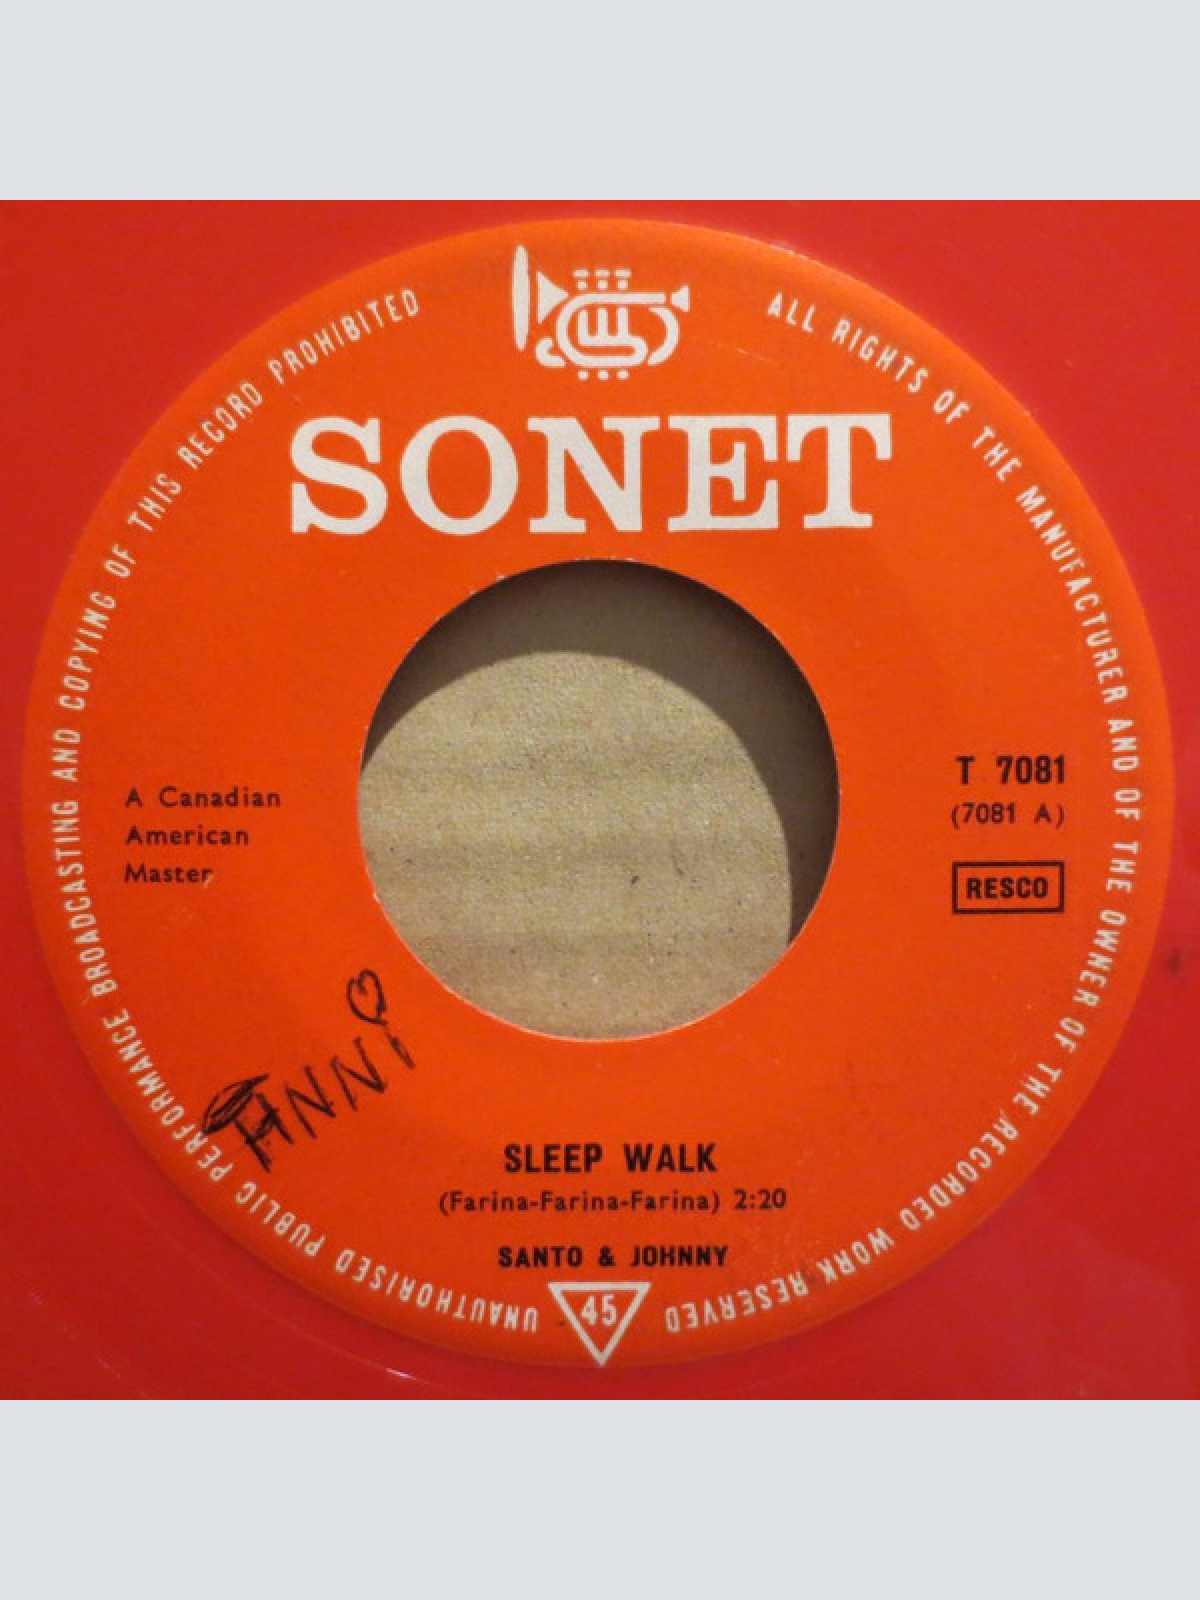 ALL RIGHTS OF THE MANUFACTURER AND OF THE OWNER OF THE RECORDED WORK RESERVED
UNAUTHORISED PUBLIC PERFORMANCE BROADCASTING AND COPYING OF THIS RECORD PROHIBITED
SONET
A Canadian
American
Master
T 7081
(7081 A)
RESCO
ANNI
SLEEP WALK
(Farina-Farina-Farina) 2:20
SANTO & JOHNNY
45